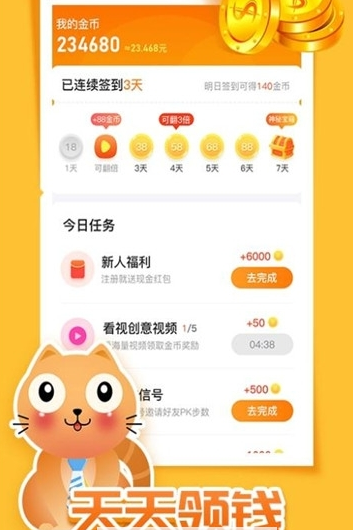 我的金币
234680 ≈23.468元
已连续签到3天
明日签到可得140金币
+88金币 可翻3倍 神秘宝箱
18 38 58 68 88
1天 可翻倍 3天 4天 5天 6天 7天
今日任务
新人福利
+6000
注册就送现金红包
去完成
看视创意视频 1/5
+50
海量视频领取金币奖励
04:38
信号
+500
邀请好友PK步数
去完成
天天领钱